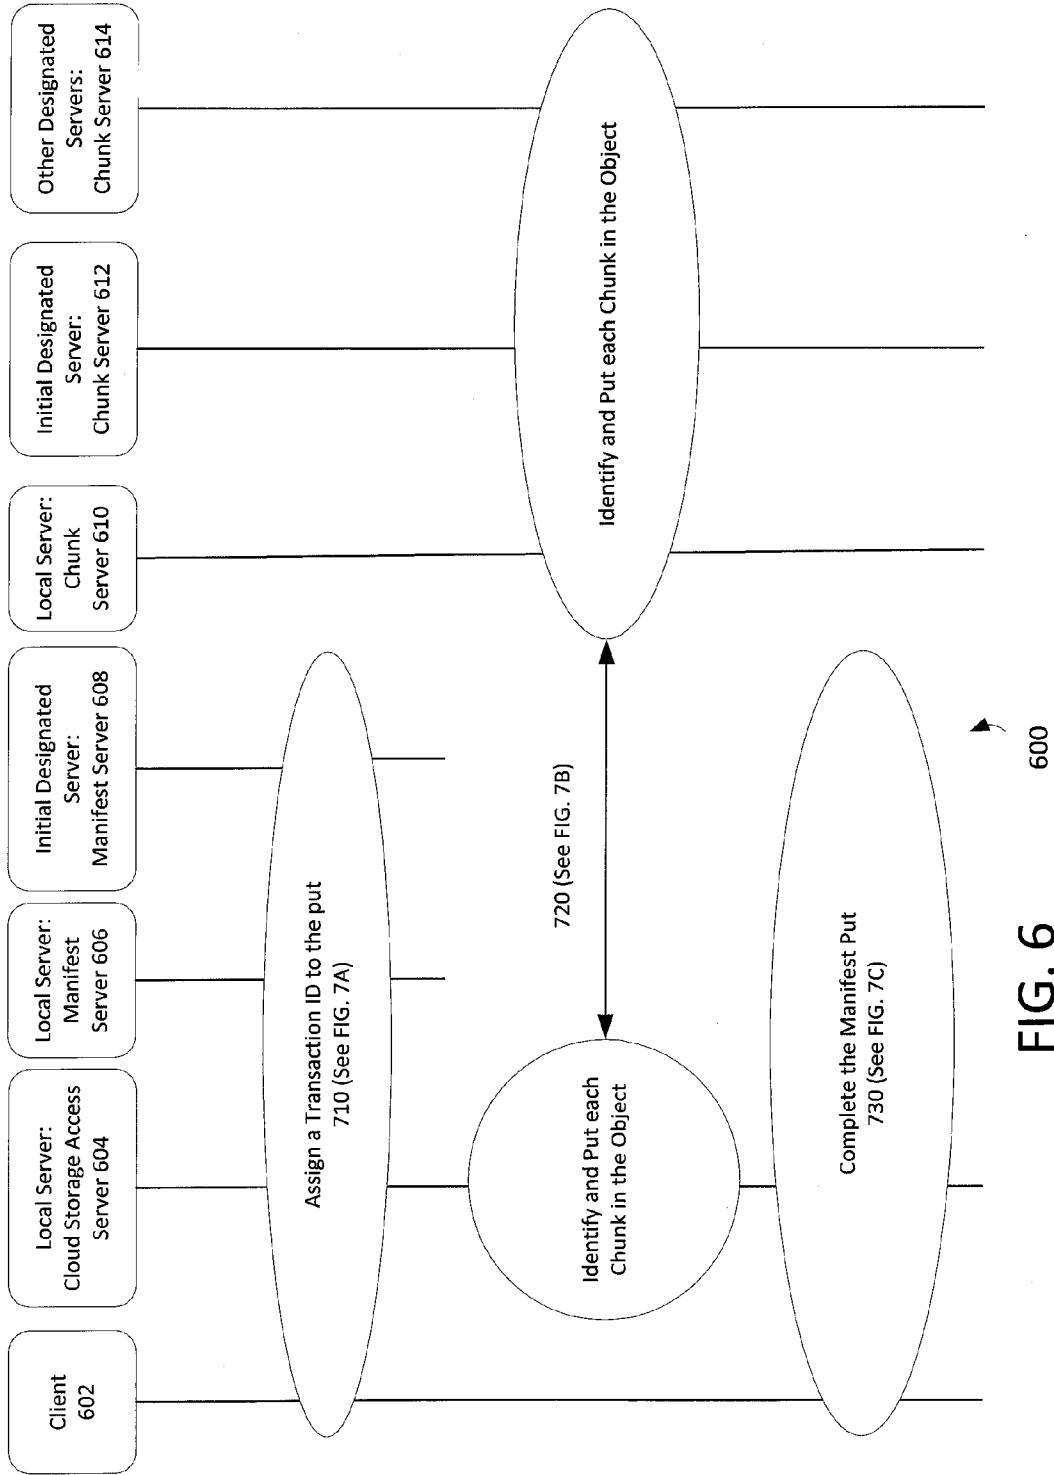 Client
602
Local Server:
Cloud Storage Access
Server 604
Local Server:
Manifest
Server 606
Initial Designated
Server:
Manifest Server 608
Local Server:
Chunk
Server 610
Initial Designated
Server:
Chunk Server 612
Other Designated
Servers:
Chunk Server 614
Assign a Transaction ID to the put
710 (See FIG. 7A)
Identify and Put each
Chunk in the Object
720 (See FIG. 7B)
Identify and Put each Chunk in the Object
Complete the Manifest Put
730 (See FIG. 7C)
600
FIG. 6